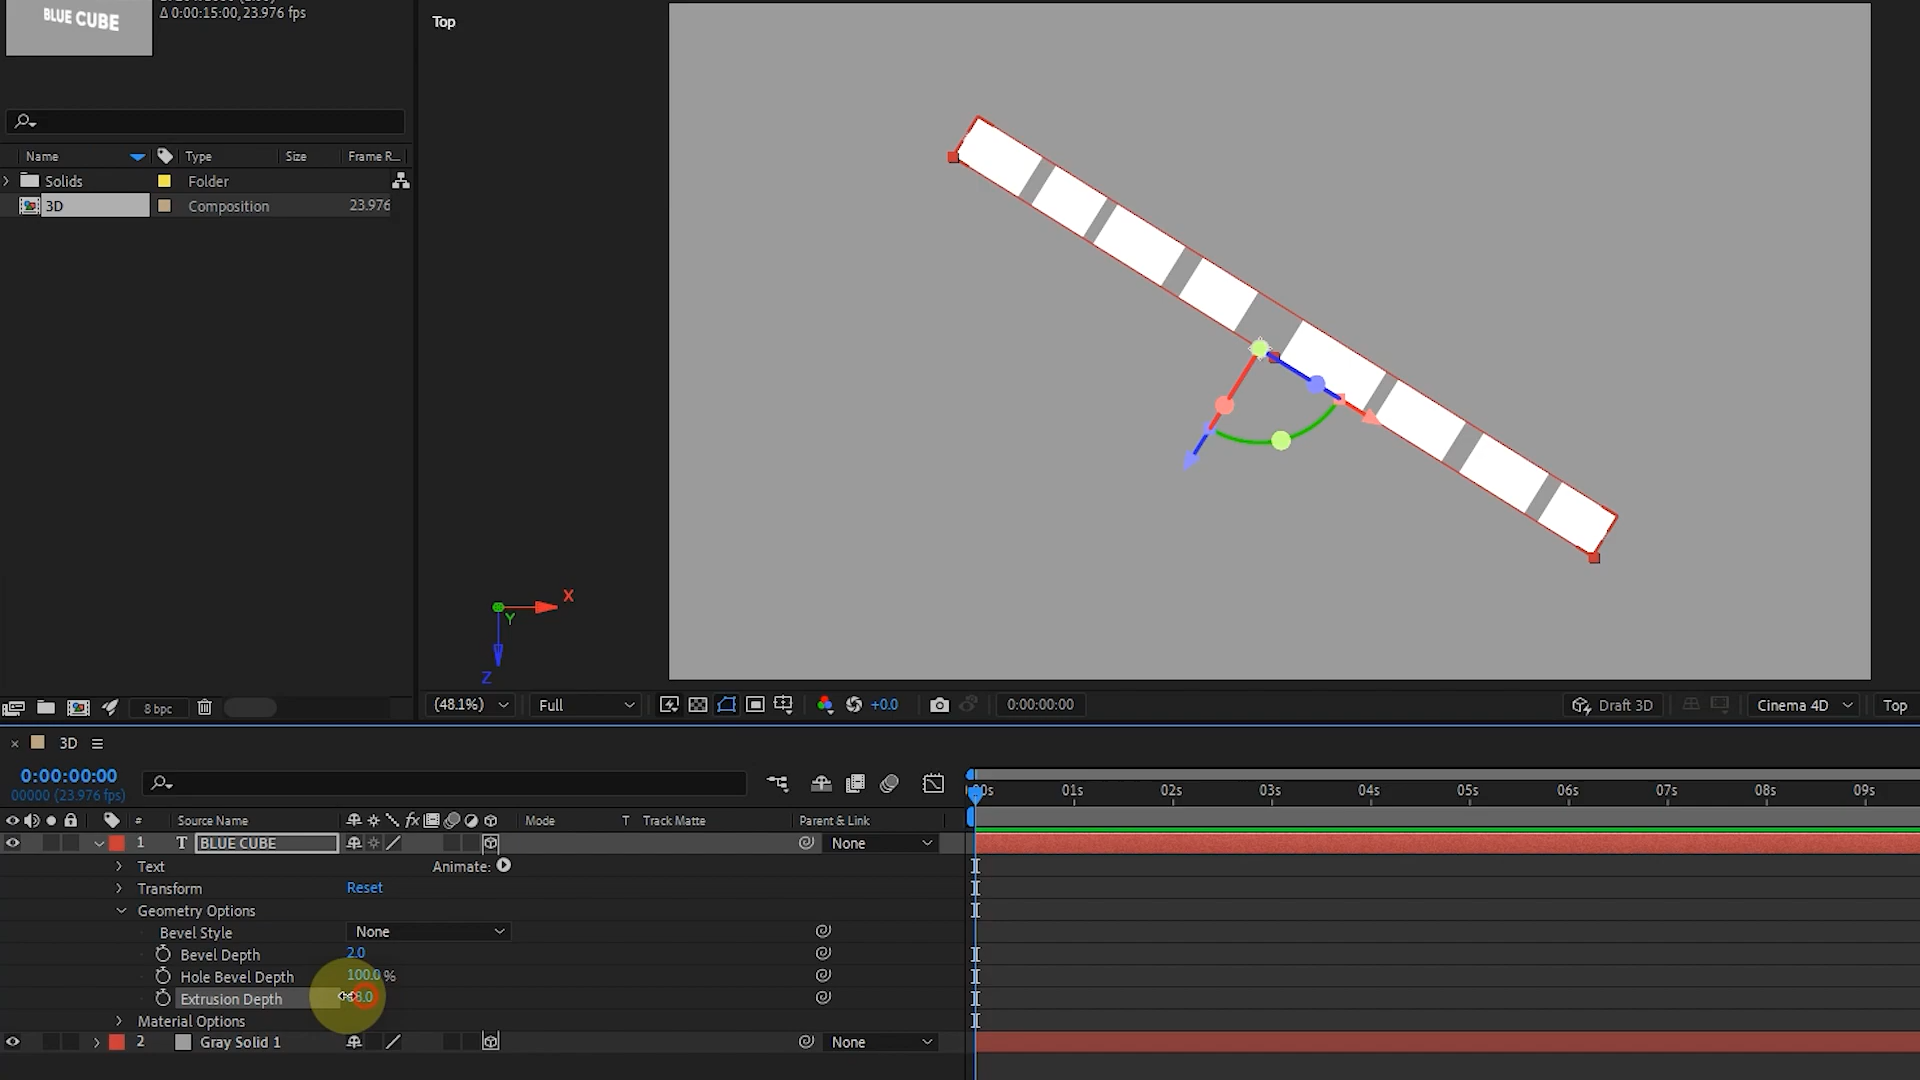 BLUE CUBE
Δ 0:00:15:00, 23.976 fps
Top
Name Type Size Frame R...
Solids Folder
3D Composition 23.976
X
Y
Z
8 bpc
(48.1%) Full +0.0 0:00:00:00 Draft 3D Cinema 4D Top
3D
0:00:00:00
00000 (23.976 fps)
01s 02s 03s 04s 05s 06s 07s 08s 09s
# Source Name fx Mode T Track Matte Parent & Link
1 T BLUE CUBE None
Text Animate:
Transform Reset
Geometry Options
Bevel Style None
Bevel Depth 2.0
Hole Bevel Depth 100.0 %
Extrusion Depth
Material Options
2 Gray Solid 1 None